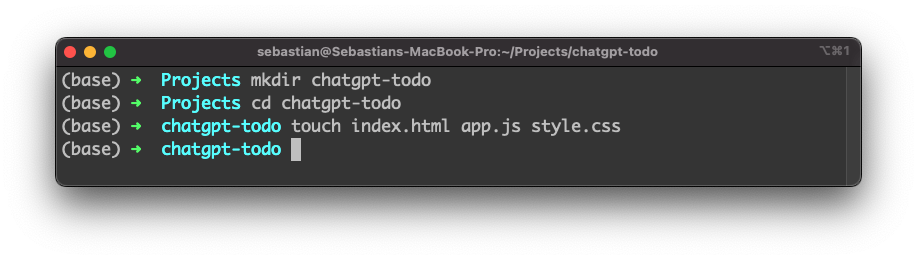 sebastian@Sebastians-MacBook-Pro:~/Projects/chatgpt-todo ⌥⌘1
(base) ➜ Projects mkdir chatgpt-todo
(base) ➜ Projects cd chatgpt-todo
(base) ➜ chatgpt-todo touch index.html app.js style.css
(base) ➜ chatgpt-todo